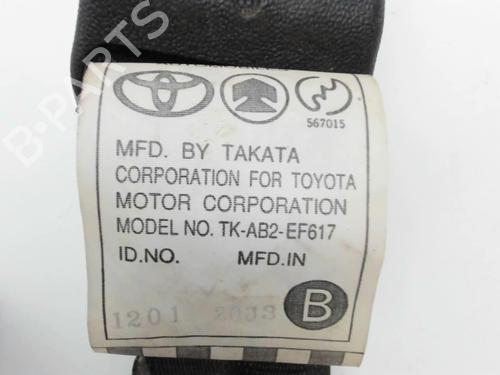 567015
MFD. BY TAKATA
CORPORATION FOR TOYOTA
MOTOR CORPORATION
MODEL NO. TK-AB2-EF617
ID.NO. MFD.IN
1201 2003 B
B-PARTS